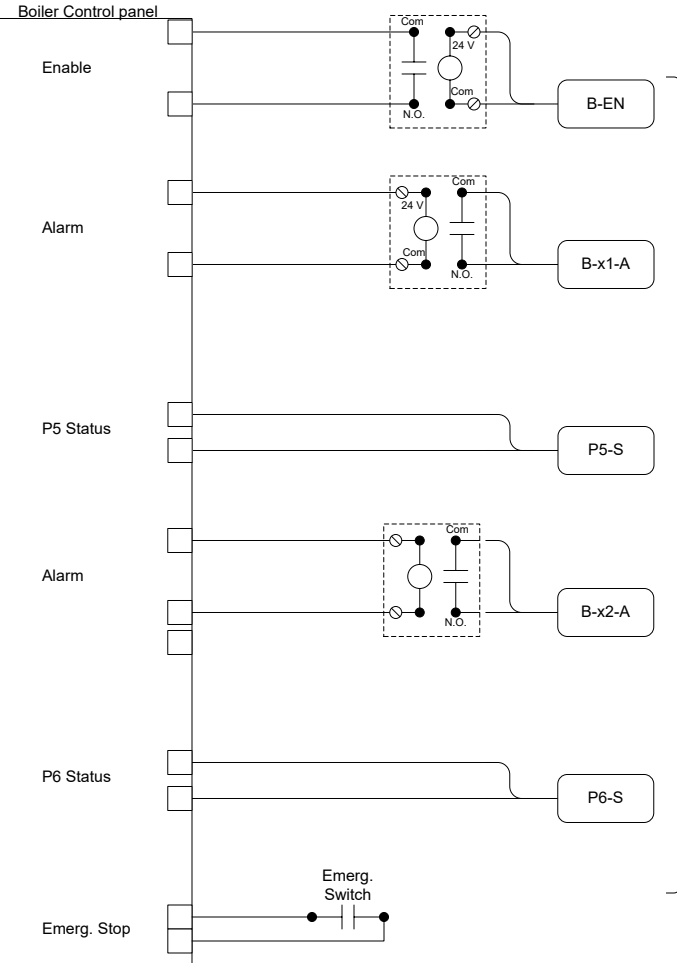 Boiler Control panel
Enable
Com
24 V
Com
N.O.
B-EN
Alarm
24 V
Com
Com
N.O.
B-x1-A
P5 Status
P5-S
Alarm
Com
N.O.
B-x2-A
P6 Status
P6-S
Emerg.
Switch
Emerg. Stop